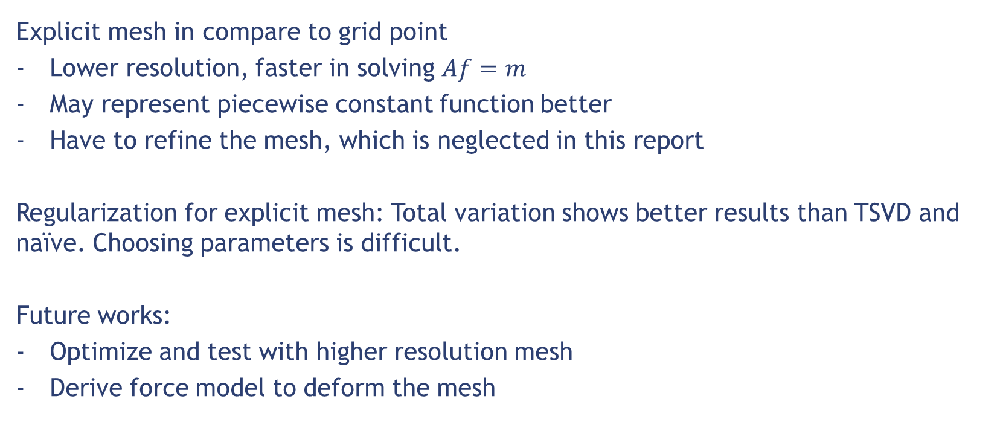 Explicit mesh in compare to grid point
- Lower resolution, faster in solving Af = m
- May represent piecewise constant function better
- Have to refine the mesh, which is neglected in this report
Regularization for explicit mesh: Total variation shows better results than TSVD and
naïve. Choosing parameters is difficult.
Future works:
- Optimize and test with higher resolution mesh
- Derive force model to deform the mesh